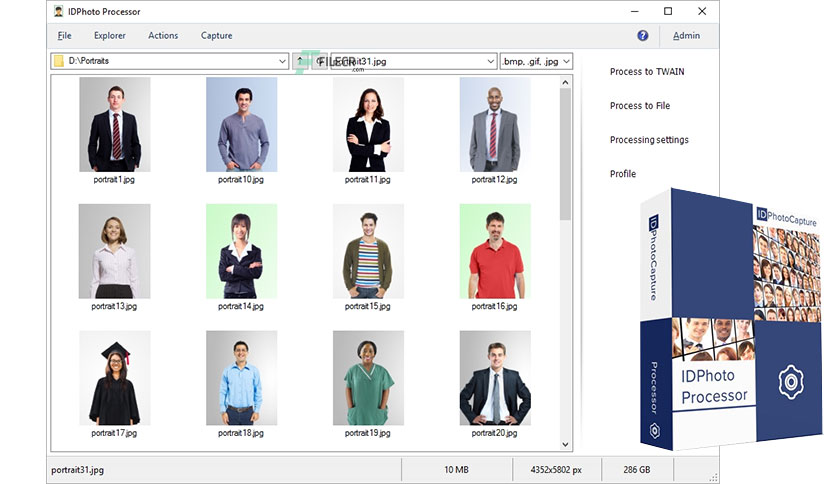 IDPhoto Processor
File Explorer Actions Capture Admin
D:\Portraits portrait31.jpg .bmp, .gif, .jpg
FILECR
.com
Process to TWAIN
Process to File
Processing settings
Profile
portrait1.jpg portrait10.jpg portrait11.jpg portrait12.jpg
portrait13.jpg portrait14.jpg portrait15.jpg portrait16.jpg
portrait17.jpg portrait18.jpg portrait19.jpg portrait20.jpg
portrait31.jpg 10 MB 4352x5802 px 286 GB
IDPhotoCapture
Processor
IDPhotoCapture
IDPhoto
Processor